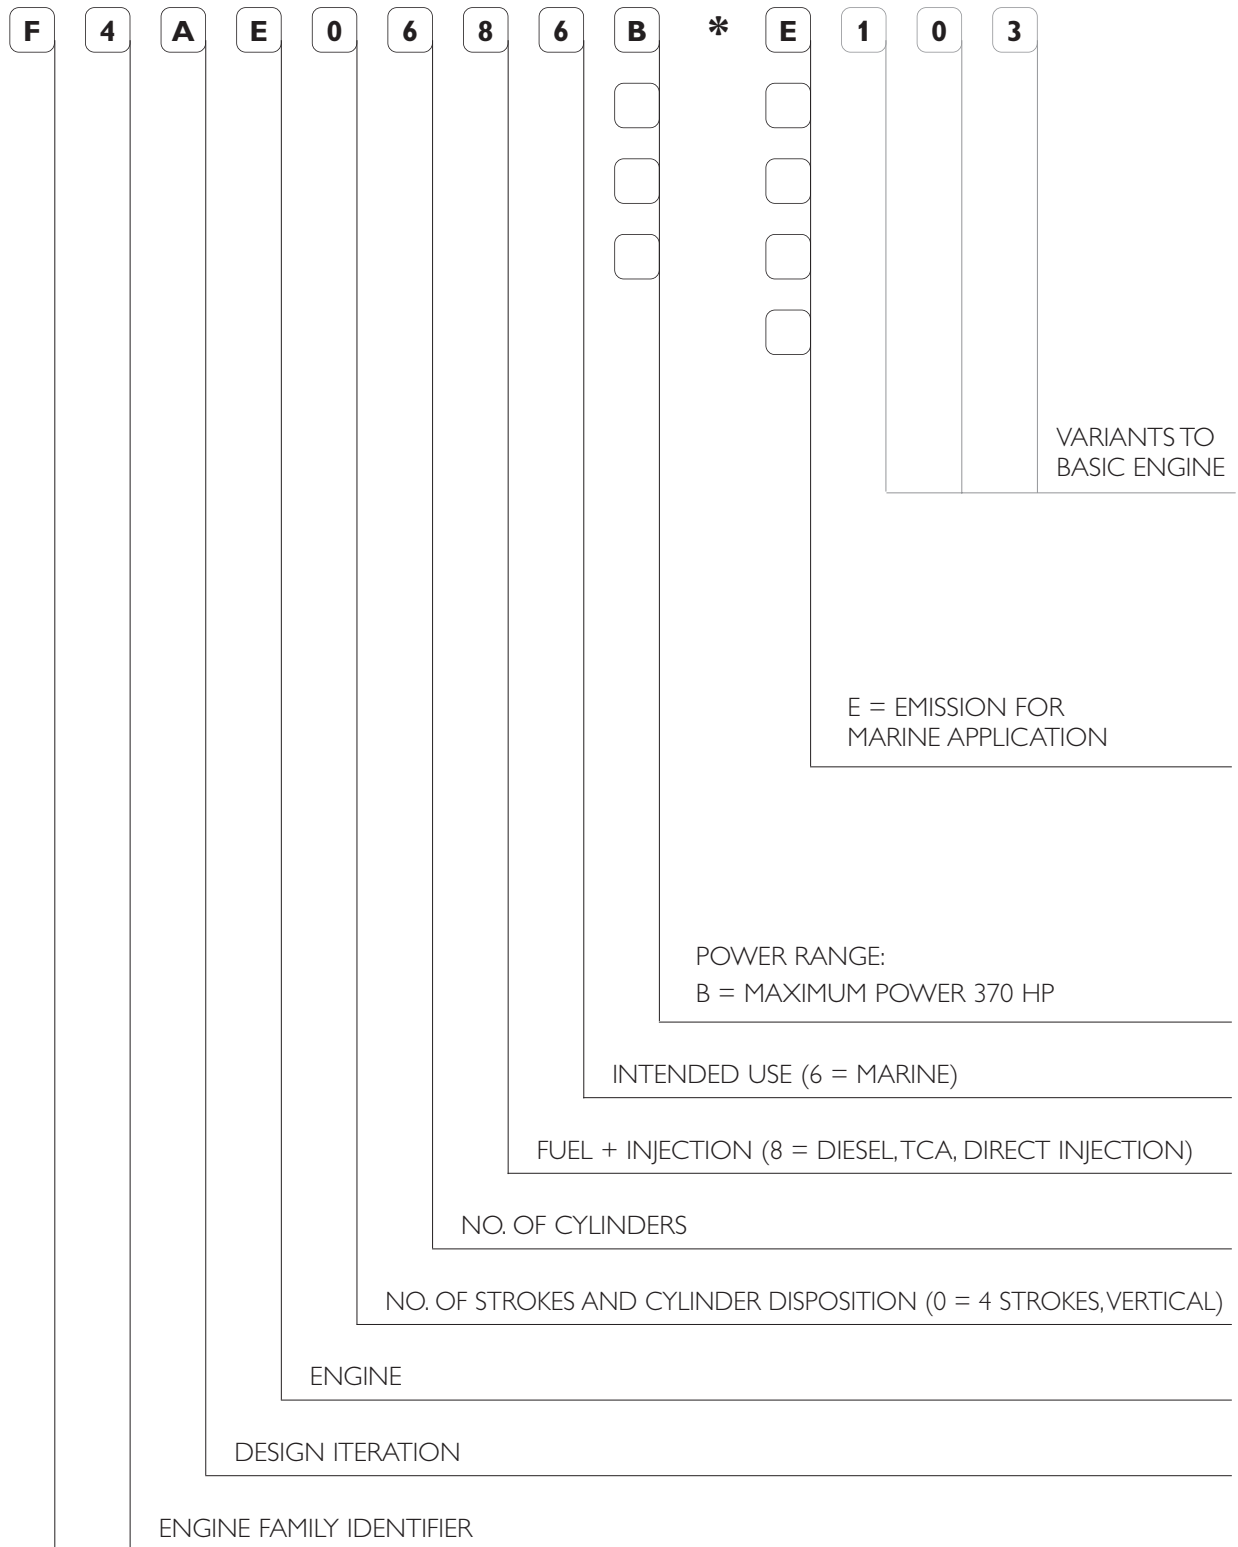 F 4 A E 0 6 8 6 B * E 1 0 3
VARIANTS TO
BASIC ENGINE
E = EMISSION FOR
MARINE APPLICATION
POWER RANGE:
B = MAXIMUM POWER 370 HP
INTENDED USE (6 = MARINE)
FUEL + INJECTION (8 = DIESEL, TCA, DIRECT INJECTION)
NO. OF CYLINDERS
NO. OF STROKES AND CYLINDER DISPOSITION (0 = 4 STROKES, VERTICAL)
ENGINE
DESIGN ITERATION
ENGINE FAMILY IDENTIFIER